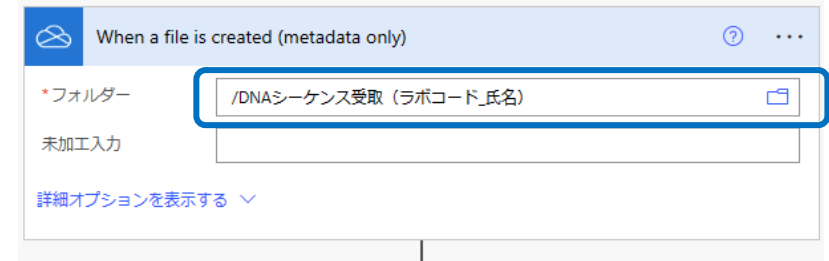 When a file is created (metadata only)
*フォルダー
/DNAシーケンス受取（ラボコード_氏名）
未加工入力
詳細オプションを表示する